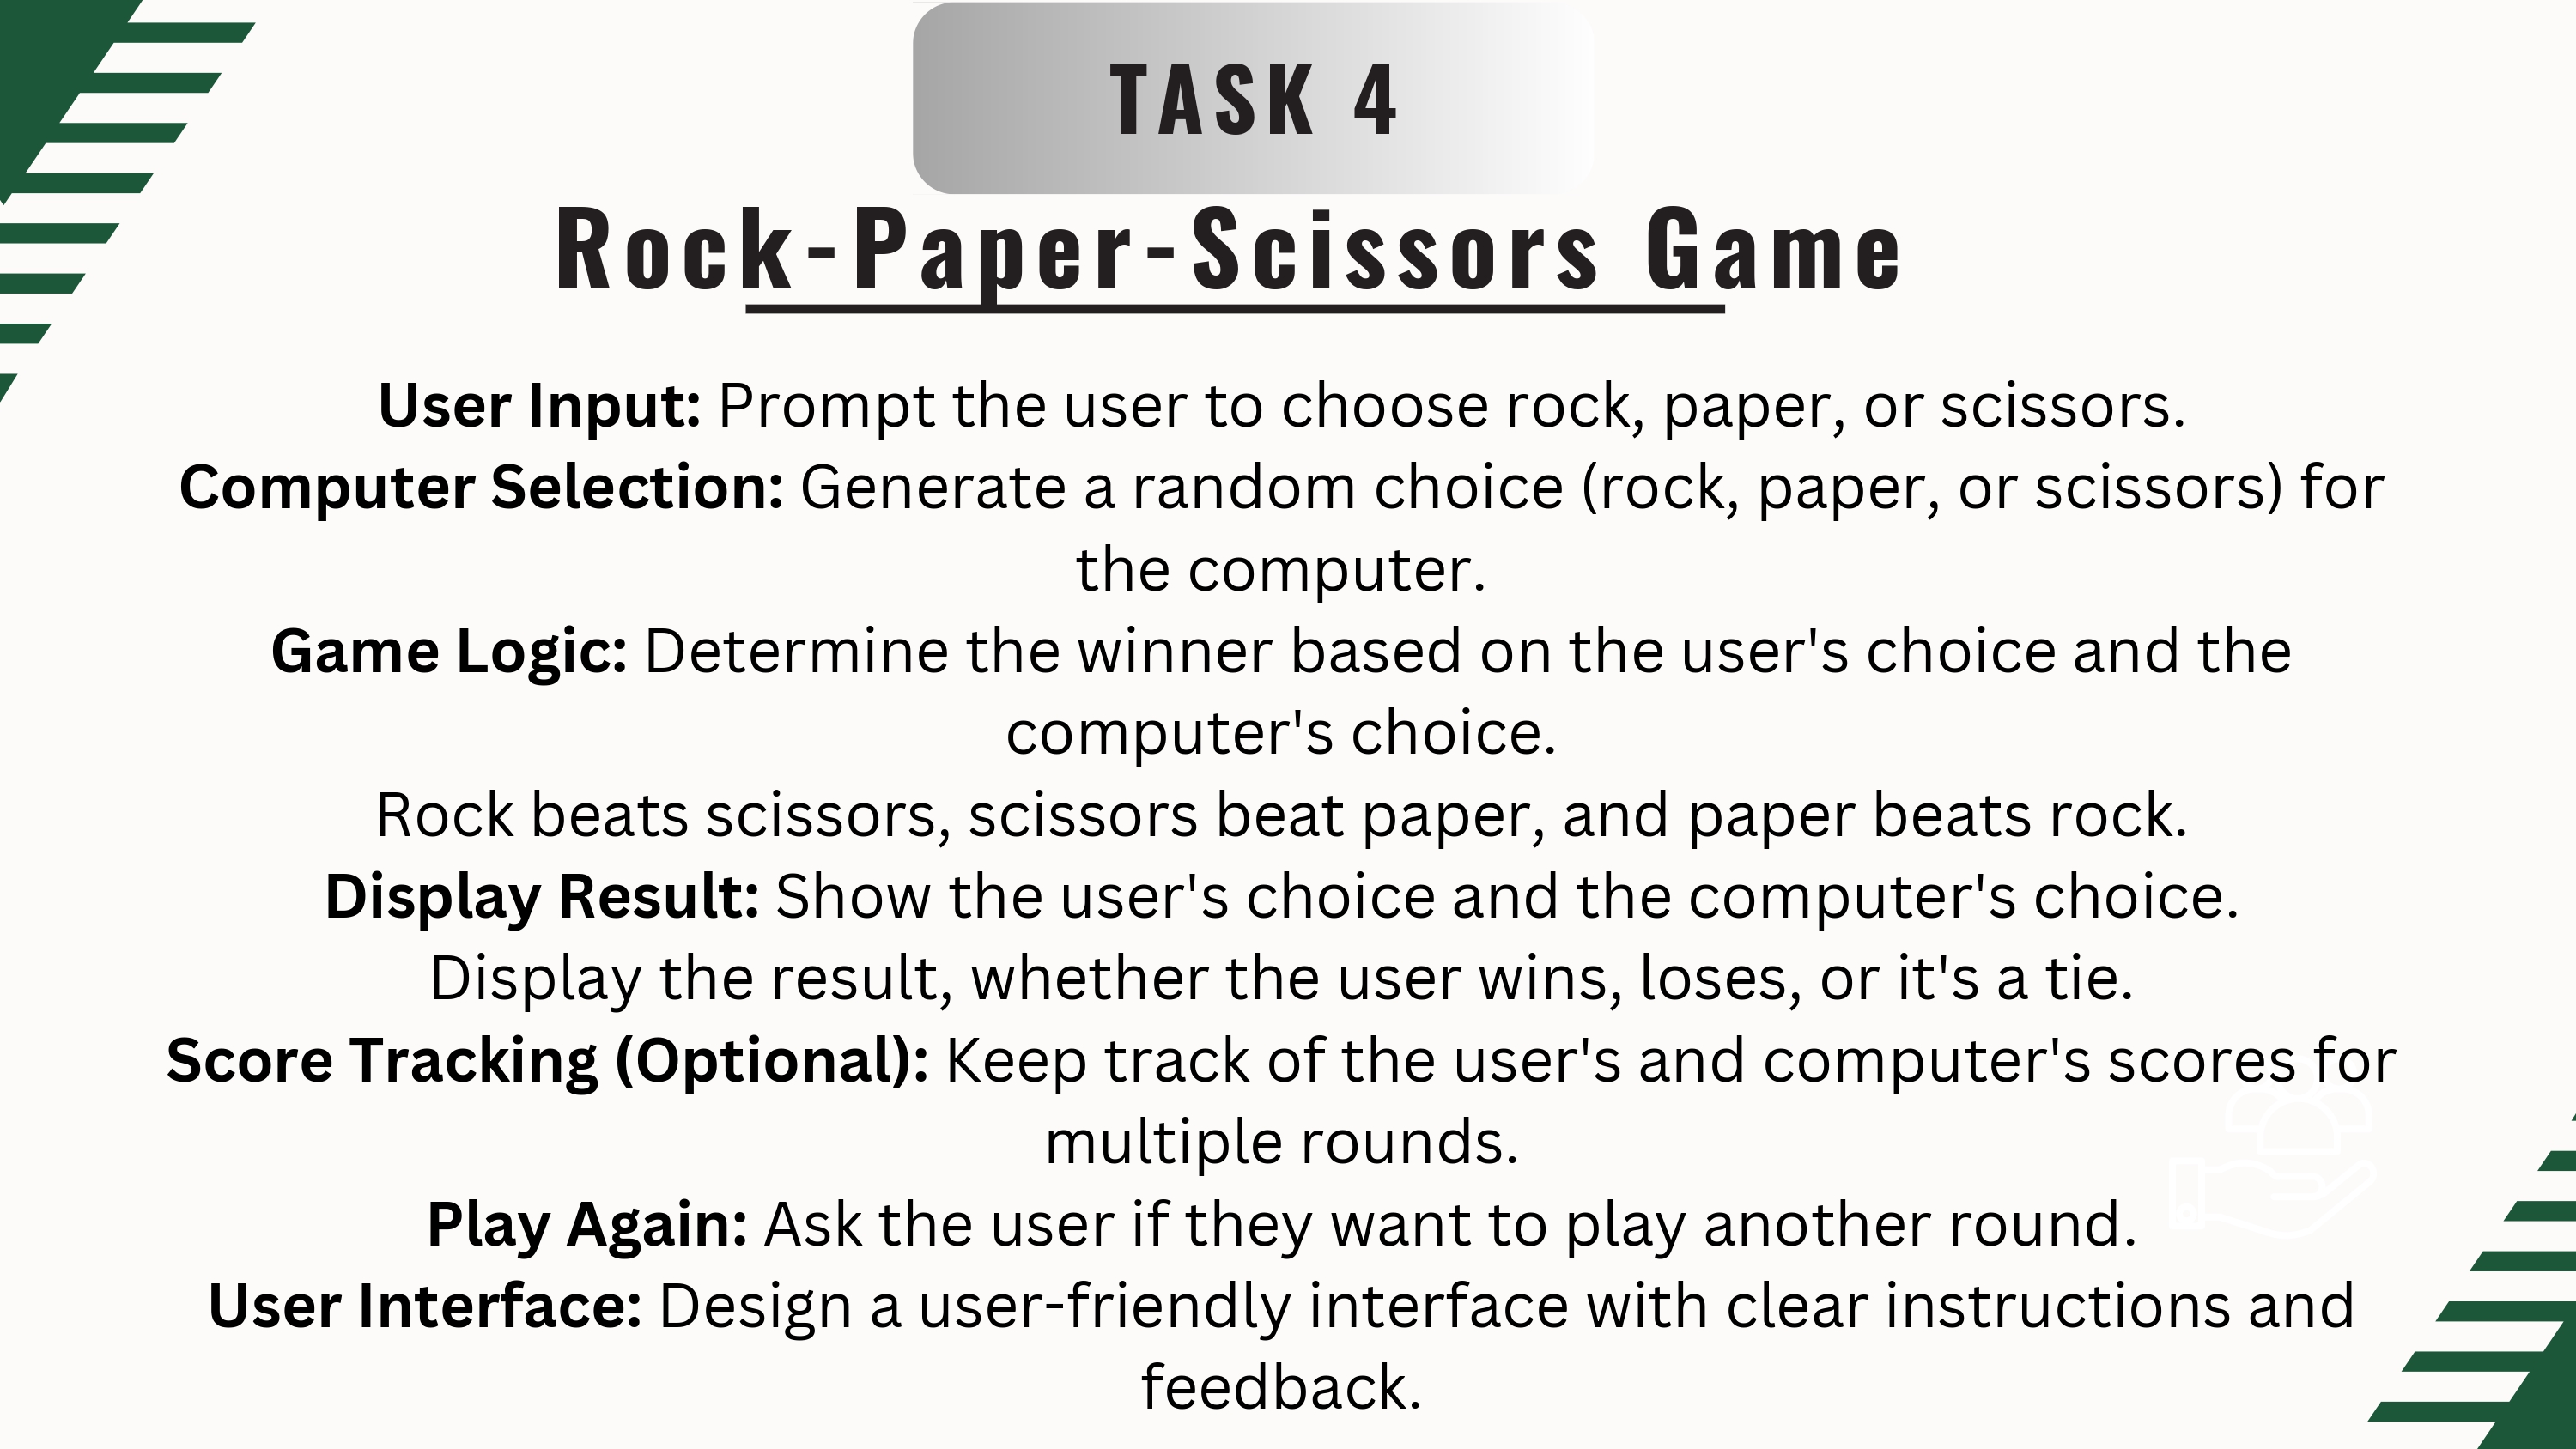 TASK 4
Rock-Paper-Scissors Game
User Input: Prompt the user to choose rock, paper, or scissors.
Computer Selection: Generate a random choice (rock, paper, or scissors) for
the computer.
Game Logic: Determine the winner based on the user's choice and the
computer's choice.
Rock beats scissors, scissors beat paper, and paper beats rock.
Display Result: Show the user's choice and the computer's choice.
Display the result, whether the user wins, loses, or it's a tie.
Score Tracking (Optional): Keep track of the user's and computer's scores for
multiple rounds.
Play Again: Ask the user if they want to play another round.
User Interface: Design a user-friendly interface with clear instructions and
feedback.